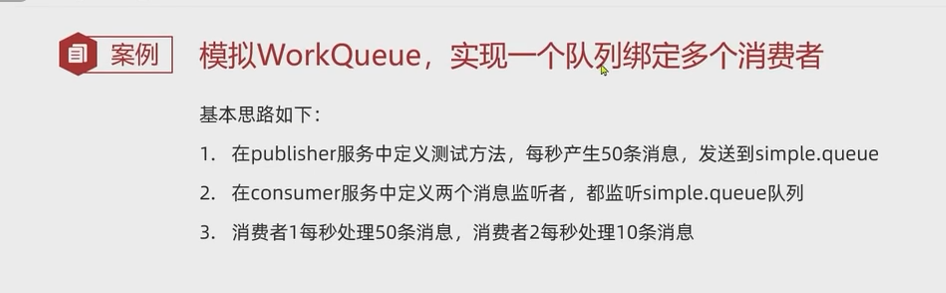 案例 模拟WorkQueue，实现一个队列绑定多个消费者
基本思路如下：
1. 在publisher服务中定义测试方法，每秒产生50条消息，发送到simple.queue
2. 在consumer服务中定义两个消息监听者，都监听simple.queue队列
3. 消费者1每秒处理50条消息，消费者2每秒处理10条消息